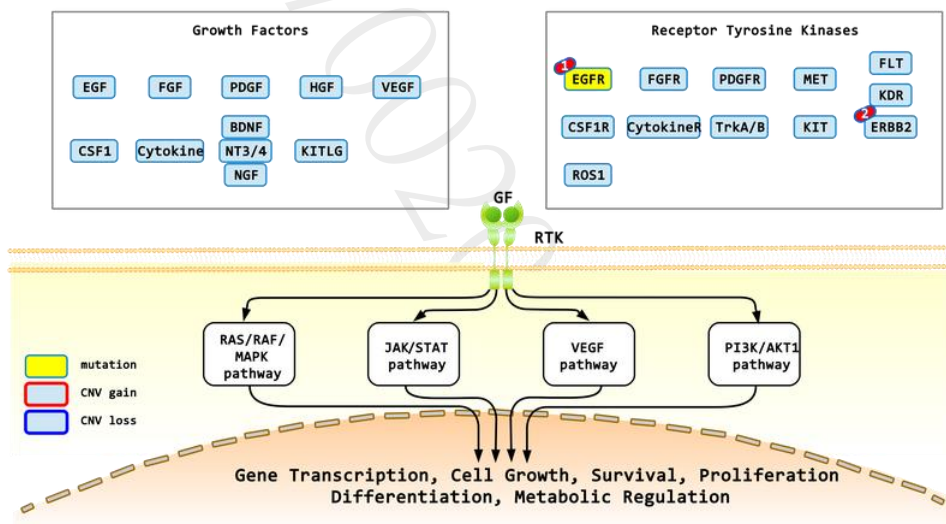 Growth Factors
EGF
FGF
PDGF
HGF
VEGF
CSF1
Cytokine
BDNF
NT3/4
NGF
KITLG
Receptor Tyrosine Kinases
1
EGFR
FGFR
PDGFR
MET
FLT
KDR
CSF1R
CytokineR
TrkA/B
KIT
2
ERBB2
ROS1
GF
RTK
RAS/RAF/
MAPK
pathway
JAK/STAT
pathway
VEGF
pathway
PI3K/AKT1
pathway
mutation
CNV gain
CNV loss
Gene Transcription, Cell Growth, Survival, Proliferation
Differentiation, Metabolic Regulation